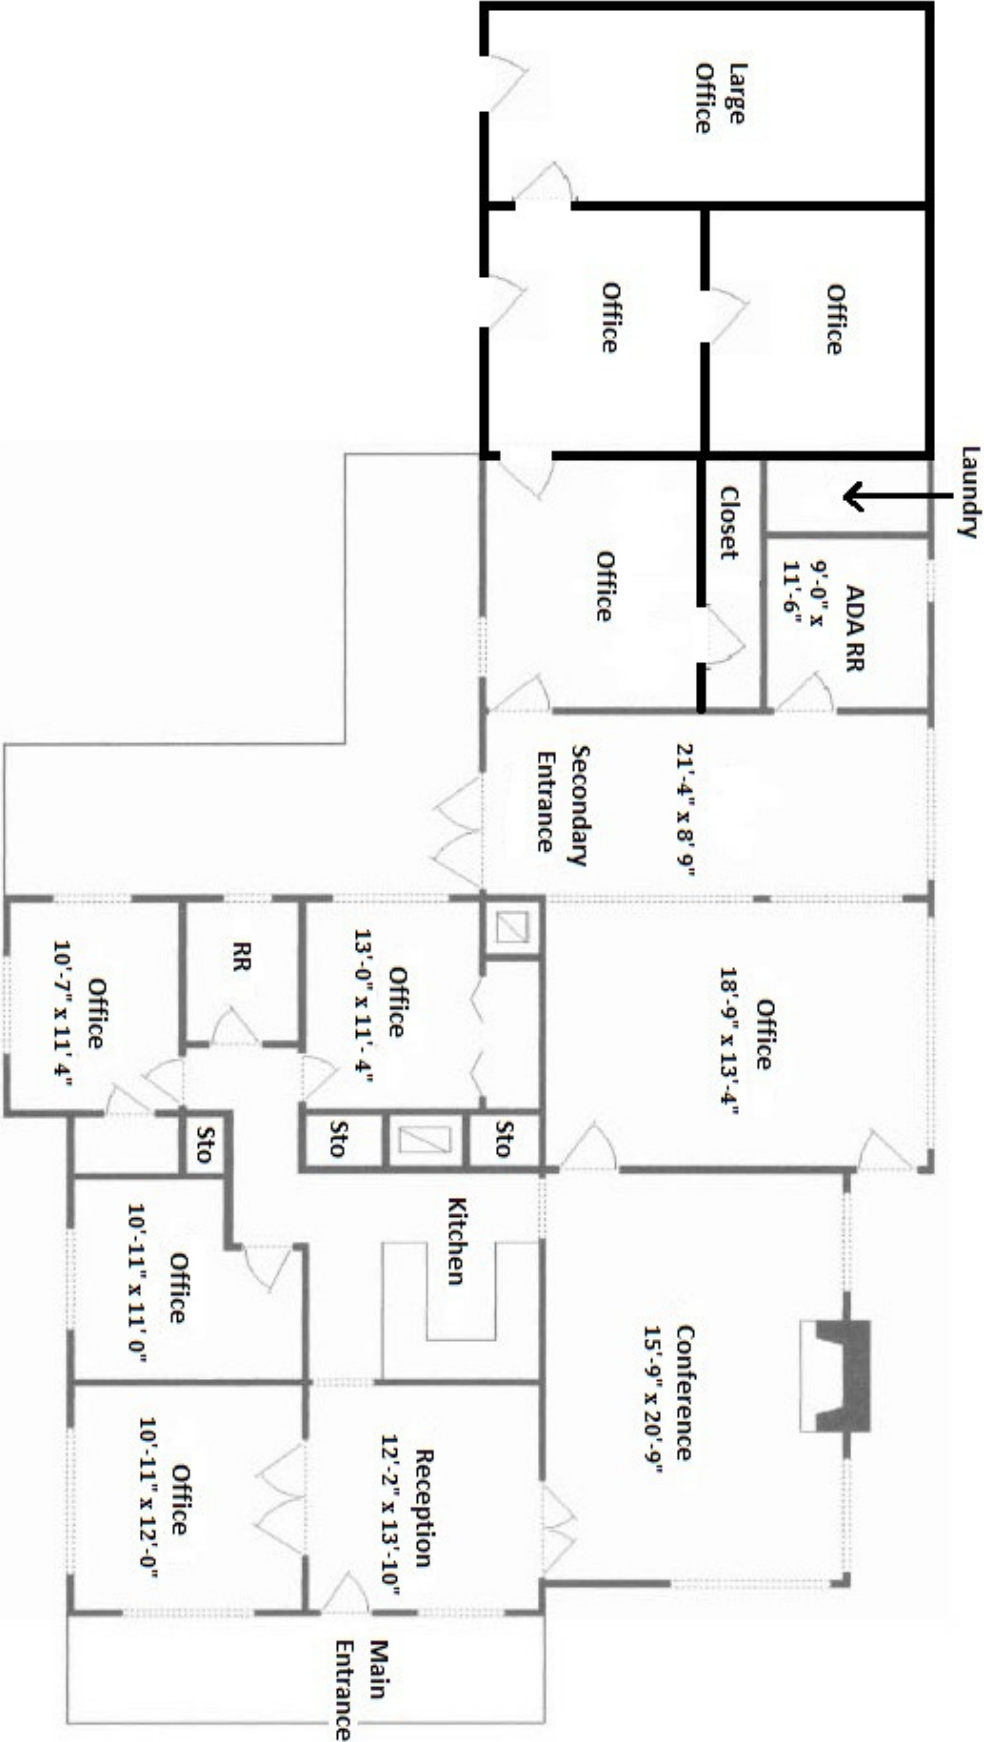 Large
Office
Office
Office
Laundry
Closet
Office
ADA RR
9'-0" x
11'-6"
21'-4" x 8' 9"
Secondary
Entrance
Office
18'-9" x 13'-4"
Office
13'-0" x 11'- 4"
RR
Office
10'-7" x 11' 4"
Sto
Sto
Sto
Kitchen
Office
10'-11" x 11' 0"
Conference
15'-9" x 20'-9"
Reception
12'-2" x 13'-10"
Office
10'-11" x 12'-0"
Main
Entrance